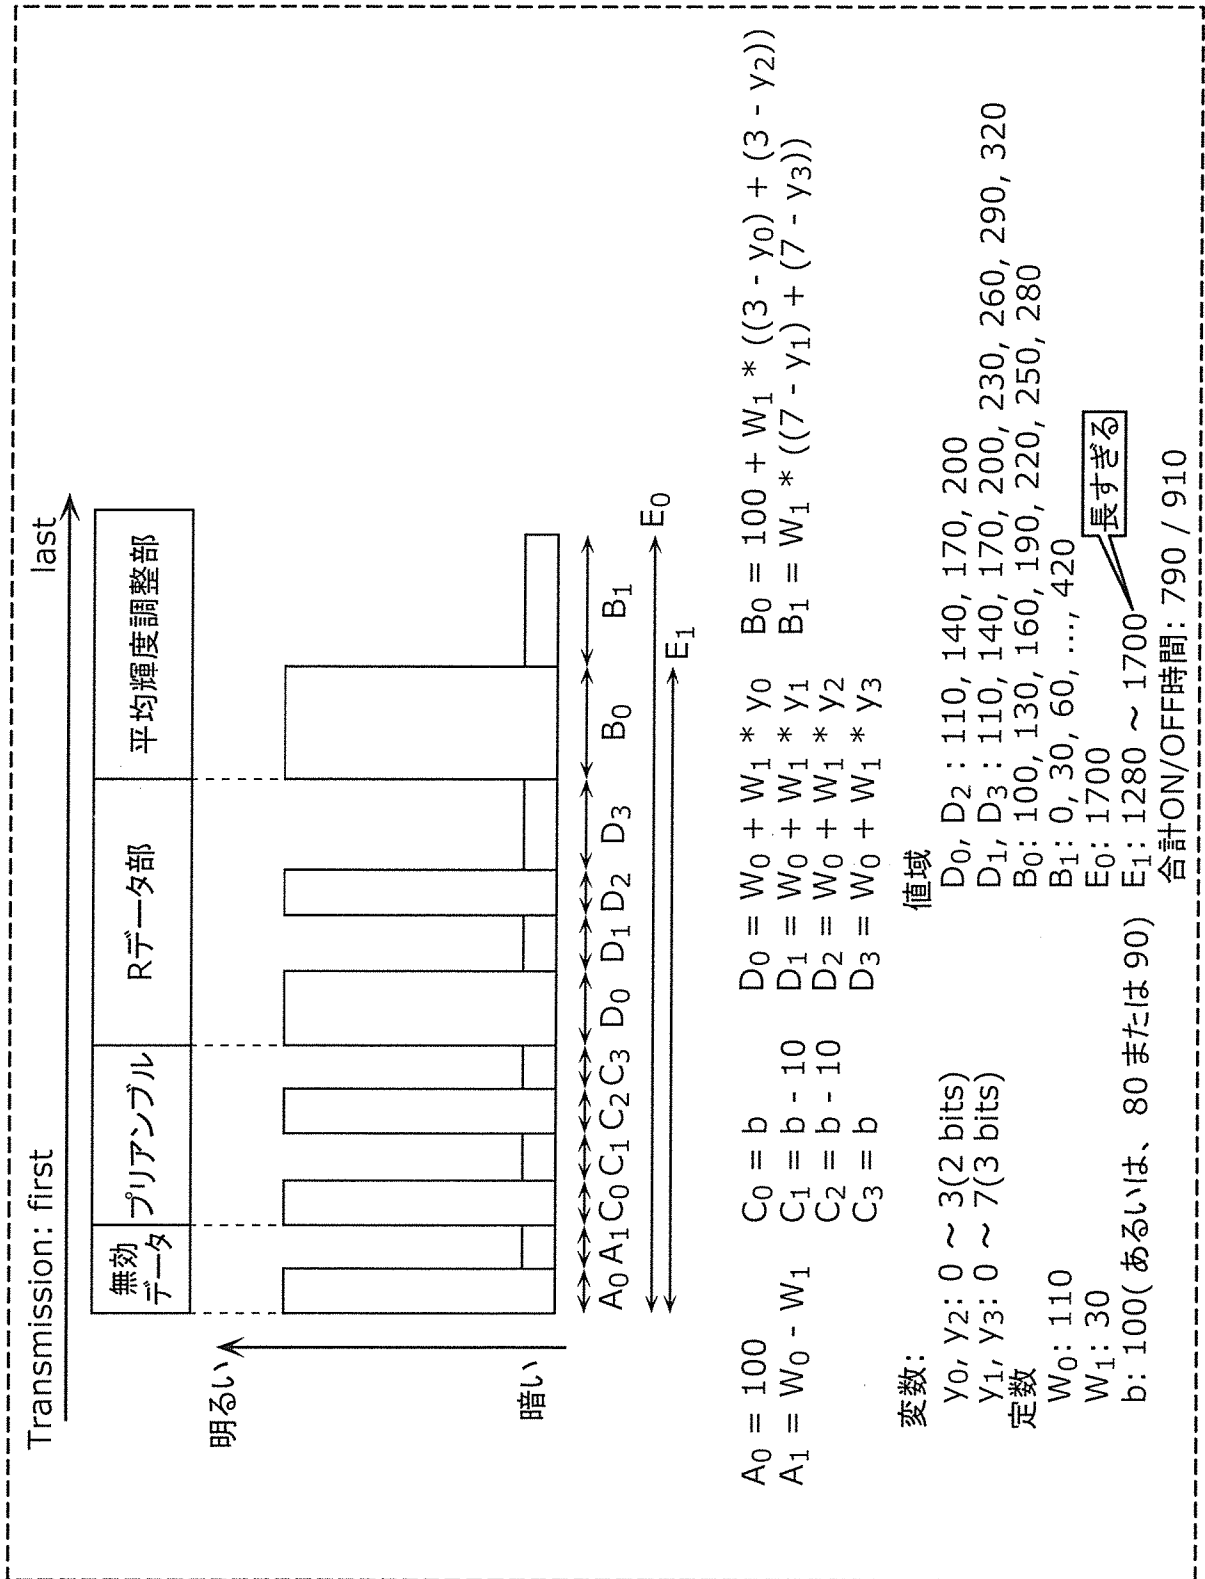 Transmission: first
last
無効
データ
プリアンブル
Rデータ部
平均輝度調整部
明るい
暗い
A0 A1 C0 C1 C2 C3 D0 D1 D2 D3 B0 B1
E0
E1
A0 = 100
A1 = W0 - W1
C0 = b
C1 = b - 10
C2 = b - 10
C3 = b
D0 = W0 + W1 * y0
D1 = W0 + W1 * y1
D2 = W0 + W1 * y2
D3 = W0 + W1 * y3
B0 = 100 + W1 * ((3 - y0) + (3 - y2))
B1 = W1 * ((7 - y1) + (7 - y3))
変数:
y0, y2: 0 ~ 3(2 bits)
y1, y3: 0 ~ 7(3 bits)
定数
W0: 110
W1: 30
b: 100(あるいは、80または90)
値域
D0, D2 : 110, 140, 170, 200
D1, D3 : 110, 140, 170, 200, 230, 260, 290, 320
B0: 100, 130, 160, 190, 220, 250, 280
B1: 0, 30, 60, ..., 420
E0: 1700
E1: 1280 ~ 1700
長すぎる
合計ON/OFF時間: 790 / 910